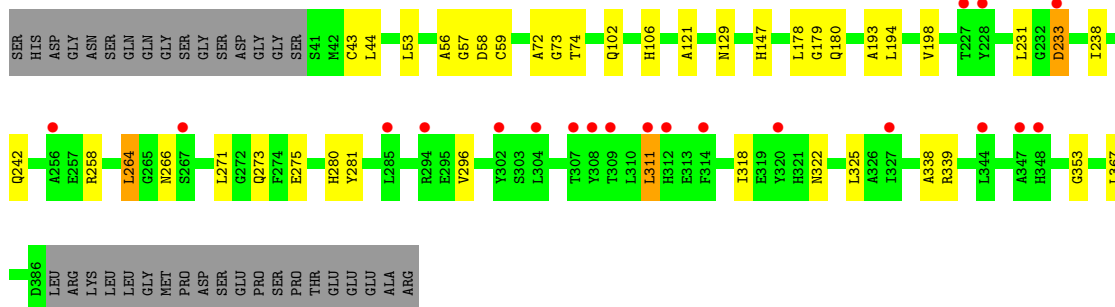 SER HIS ASP GLY ASN SER GLN GLN GLY SER GLY SER ASP GLY GLY SER S41 M42 C43 L44 L53 A56 G57 D58 C59 A72 G73 T74 Q102 H106 A121 N129 H147 L178 G179 Q180 A193 L194 V198 T227 Y228 L231 G232 D233 I238
Q242 A256 E257 R258 L264 G265 N266 S267 L271 G272 Q273 F274 E275 H280 Y281 L285 R294 E295 V296 Y302 S303 L304 T307 Y308 T309 L310 L311 H312 E313 F314 I318 E319 Y320 H321 N322 L325 A326 I327 A338 R339 L344 A347 H348 G353 L367
D386 LEU ARG LYS LEU LEU GLY MET PRO ASP SER GLU PRO SER PRO THR GLU GLU GLU ALA ARG